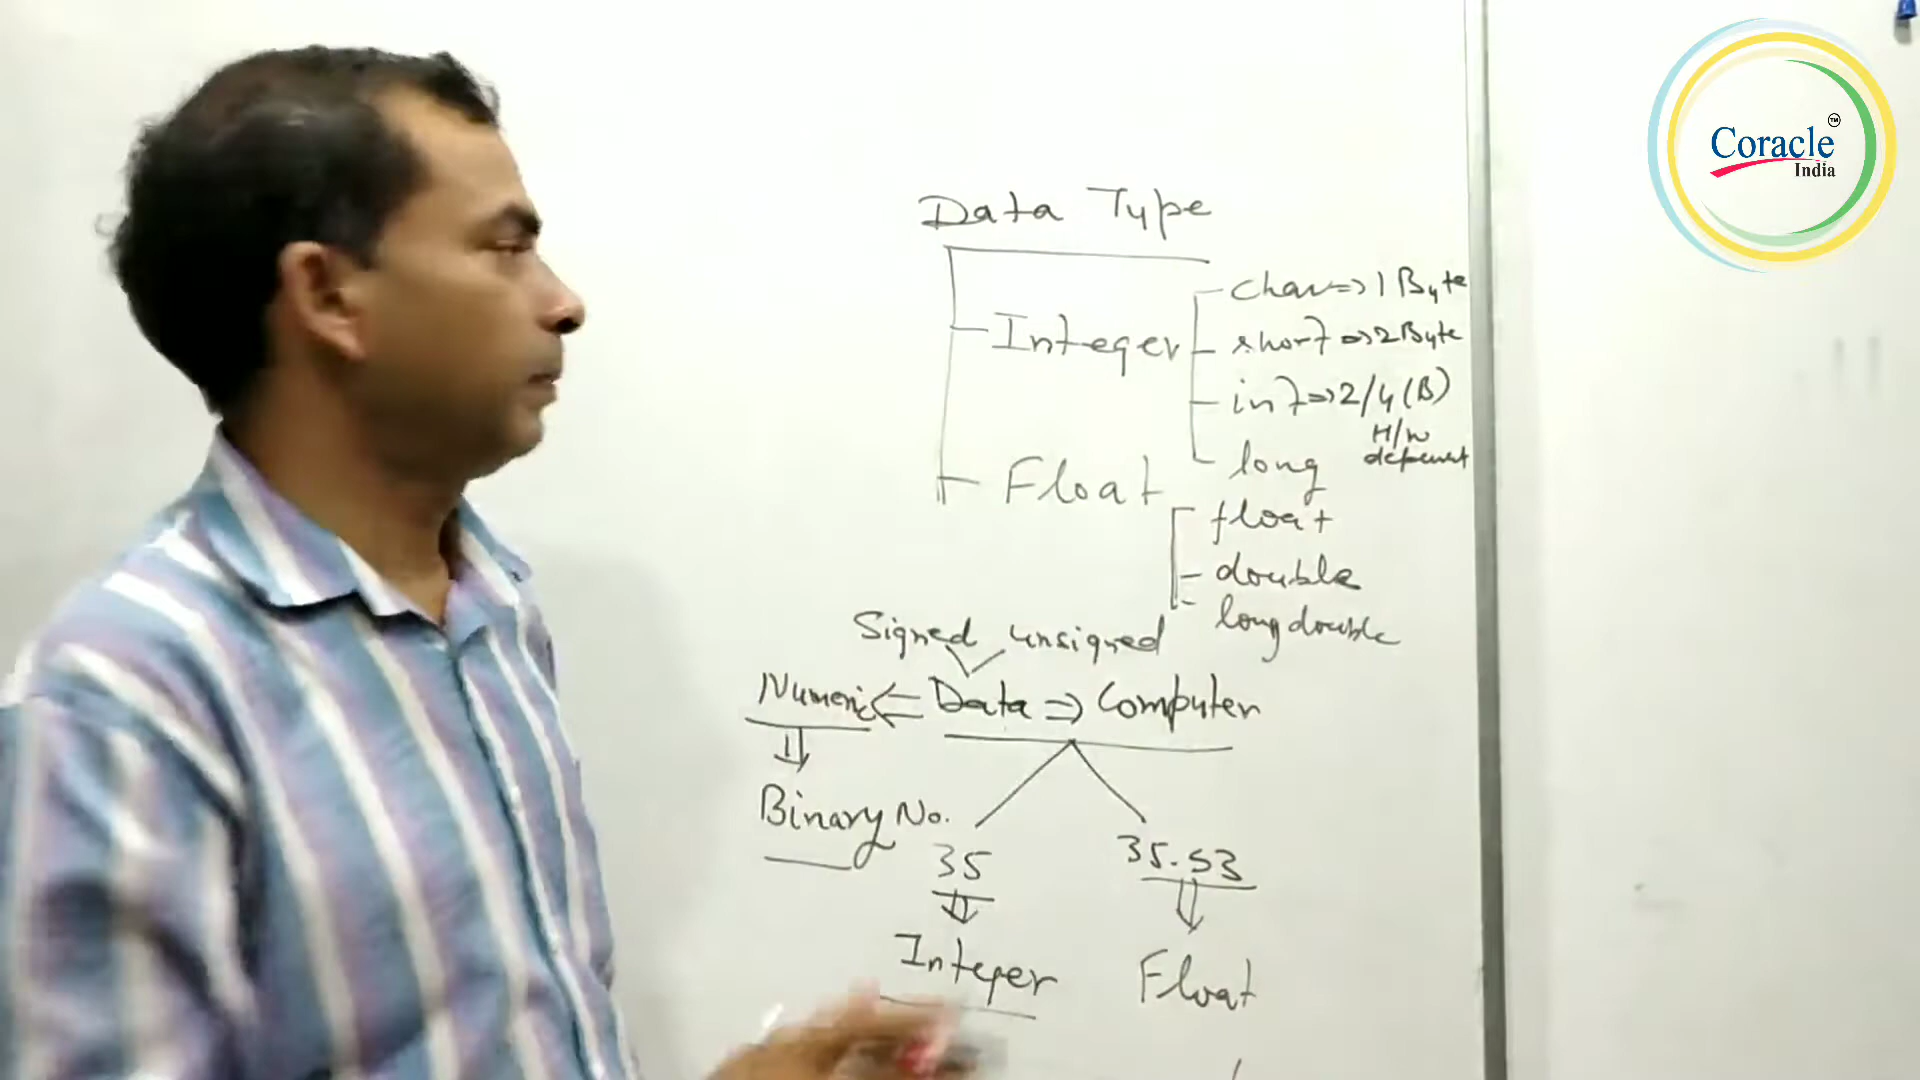 Coracle TM
India
Data Type
Integer
char => 1 Byte
short => 2 Byte
int => 2/4 (B)
H/w
long
Float
float
double
long double
Signed unsigned
Numeric <= Data => Computer
Binary No.
35
35.53
Integer
Float